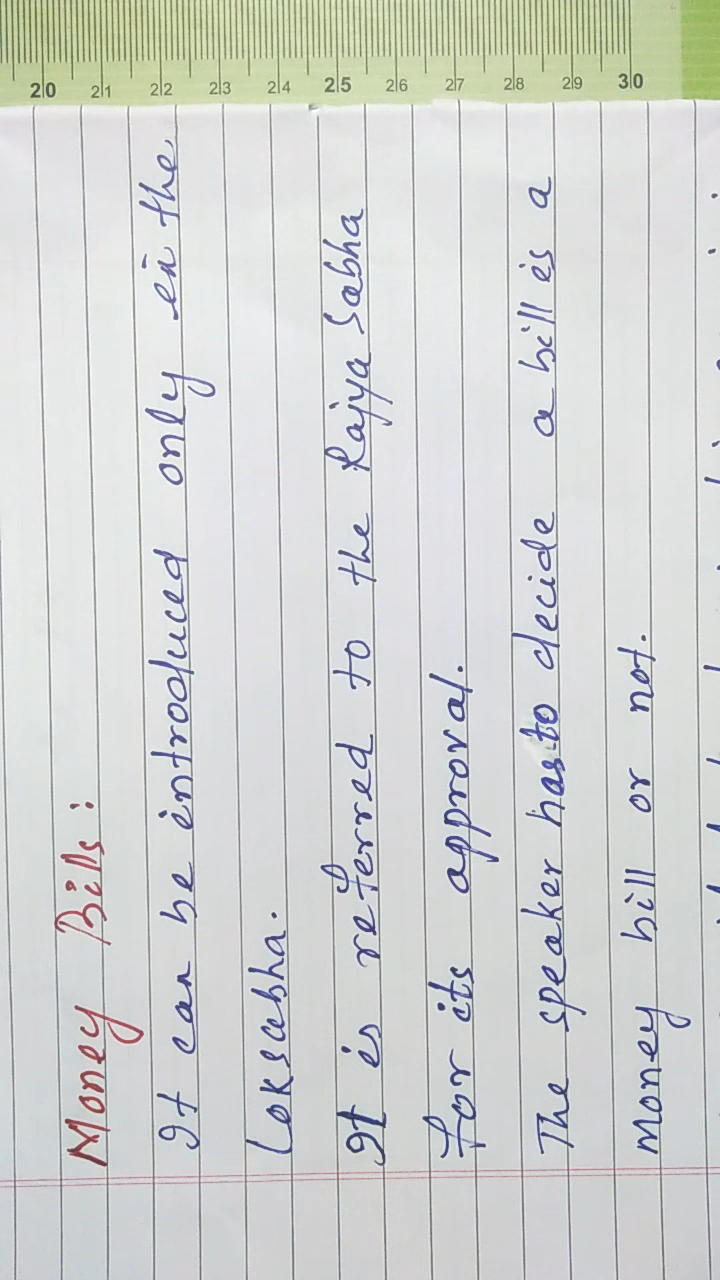 20 21 22 23 24 25 26 27 28 29 30
Money Bills:
It can be introduced only in the
Loksabha.
It is referred to the Rajya Sabha
for its approval.
The speaker has to decide a bill is a
money bill or not.